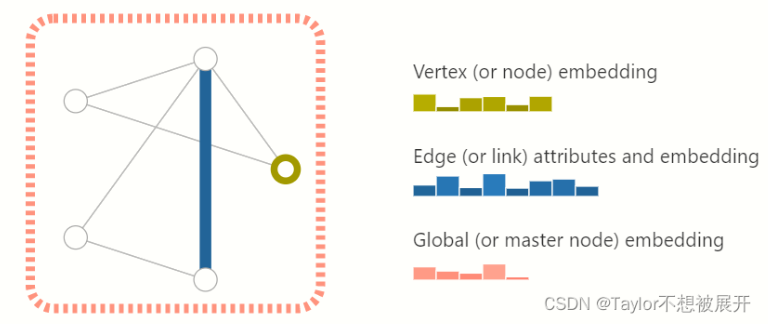 Vertex (or node) embedding
Edge (or link) attributes and embedding
Global (or master node) embedding
CSDN @Taylor不想被展开